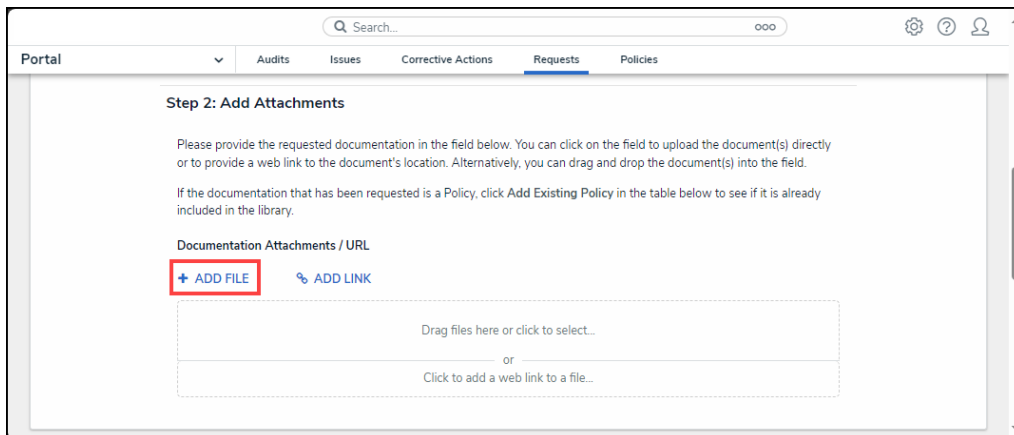 Search...
Portal
Audits
Issues
Corrective Actions
Requests
Policies
Step 2: Add Attachments
Please provide the requested documentation in the field below. You can click on the field to upload the document(s) directly
or to provide a web link to the document's location. Alternatively, you can drag and drop the document(s) into the field.
If the documentation that has been requested is a Policy, click Add Existing Policy in the table below to see if it is already
included in the library.
Documentation Attachments / URL
+ ADD FILE
ADD LINK
Drag files here or click to select...
or
Click to add a web link to a file...